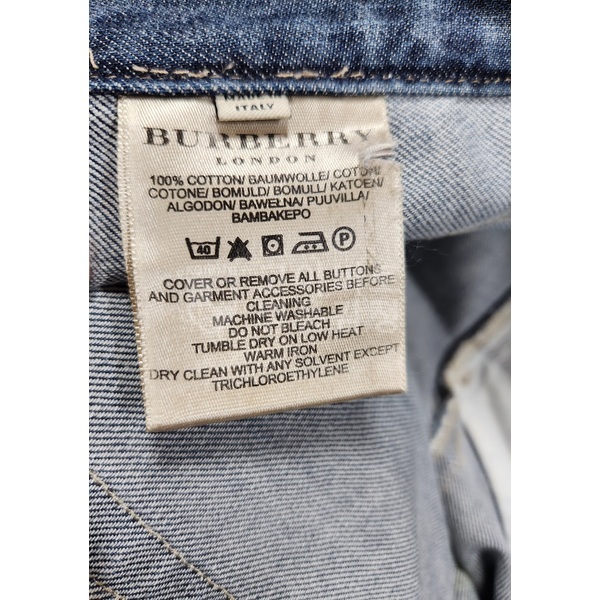 ITALY
BURBERRY
LONDON
100% COTTON/ BAUMWOLLE/ COTON/
COTONE/ BOMULD/ BOMULL/ KATOEN/
ALGODON/ BAWEŁNA/ PUUVILLA/
BAMBAKEPO
40 P
COVER OR REMOVE ALL BUTTONS
AND GARMENT ACCESSORIES BEFORE
CLEANING
MACHINE WASHABLE
DO NOT BLEACH
TUMBLE DRY ON LOW HEAT
WARM IRON
DRY CLEAN WITH ANY SOLVENT EXCEPT
TRICHLOROETHYLENE